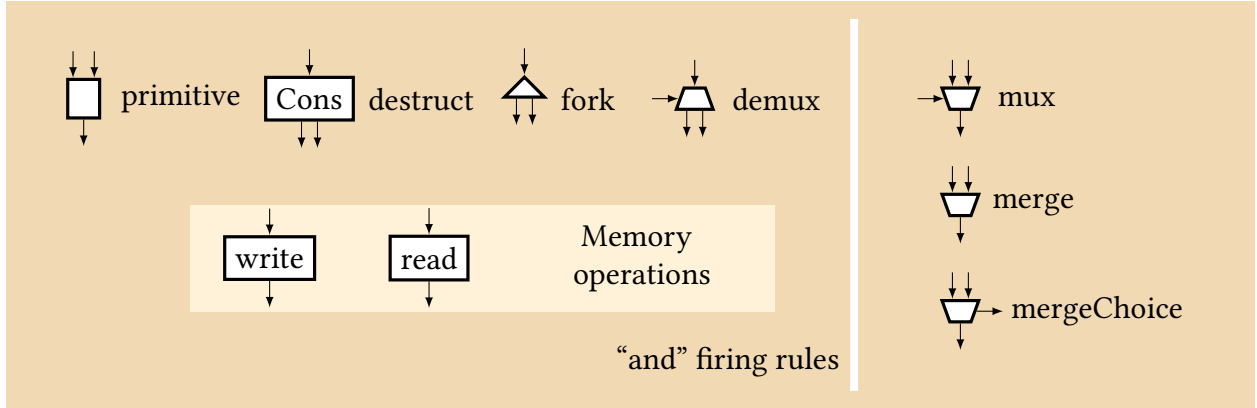 primitive
Cons
destruct
fork
demux
mux
merge
write
read
Memory
operations
mergeChoice
“and” firing rules